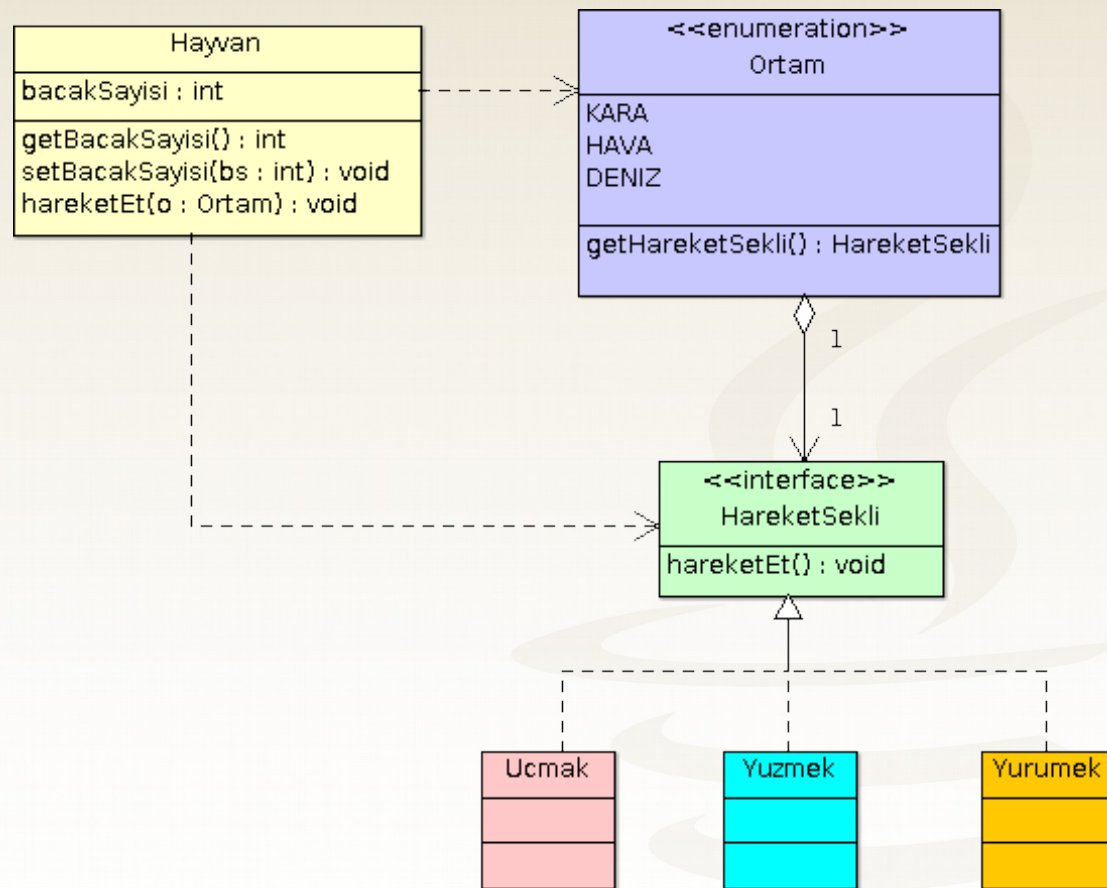 Hayvan
bacakSayisi : int
getBacakSayisi() : int
setBacakSayisi(bs : int) : void
hareketEt(o : Ortam) : void
<<enumeration>>
Ortam
KARA
HAVA
DENIZ
getHareketSekli() : HareketSekli
1
1
<<interface>>
HareketSekli
hareketEt() : void
Ucmak
Yuzmek
Yurumek